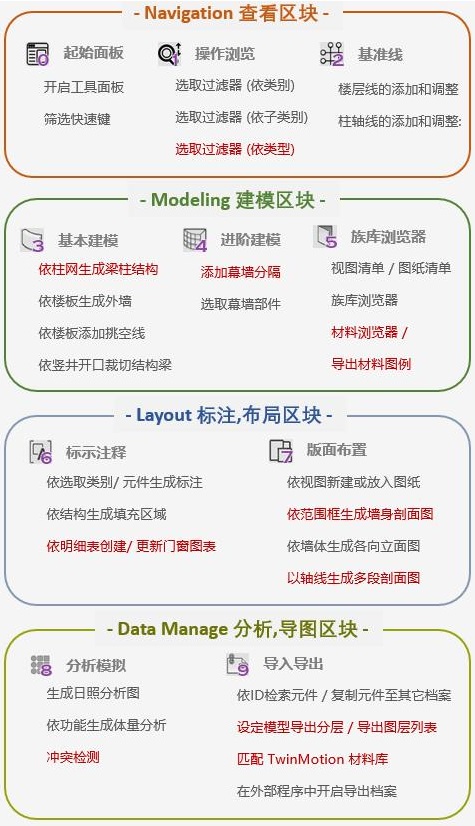 - Navigation 查看区块 -
0 起始面板
开启工具面板
筛选快速键
1 操作浏览
选取过滤器 (依类别)
选取过滤器 (依子类别)
选取过滤器 (依类型)
2 基准线
楼层线的添加和调整
柱轴线的添加和调整:
- Modeling 建模区块 -
3 基本建模
依柱网生成梁柱结构
依楼板生成外墙
依楼板添加挑空线
依竖井开口裁切结构梁
4 进阶建模
添加幕墙分隔
选取幕墙部件
5 族库浏览器
视图清单 / 图纸清单
族库浏览器
材料浏览器 /
导出材料图例
- Layout 标注,布局区块 -
6 标示注释
依选取类别/ 元件生成标注
依结构生成填充区域
依明细表创建/ 更新门窗图表
7 版面布置
依视图新建或放入图纸
依范围框生成墙身剖面图
依墙体生成各向立面图
以轴线生成多段剖面图
- Data Manage 分析,导图区块 -
8 分析模拟
生成日照分析图
依功能生成体量分析
冲突检测
9 导入导出
依ID检索元件 / 复制元件至其它档案
设定模型导出分层 / 导出图层列表
匹配 TwinMotion 材料库
在外部程序中开启导出档案